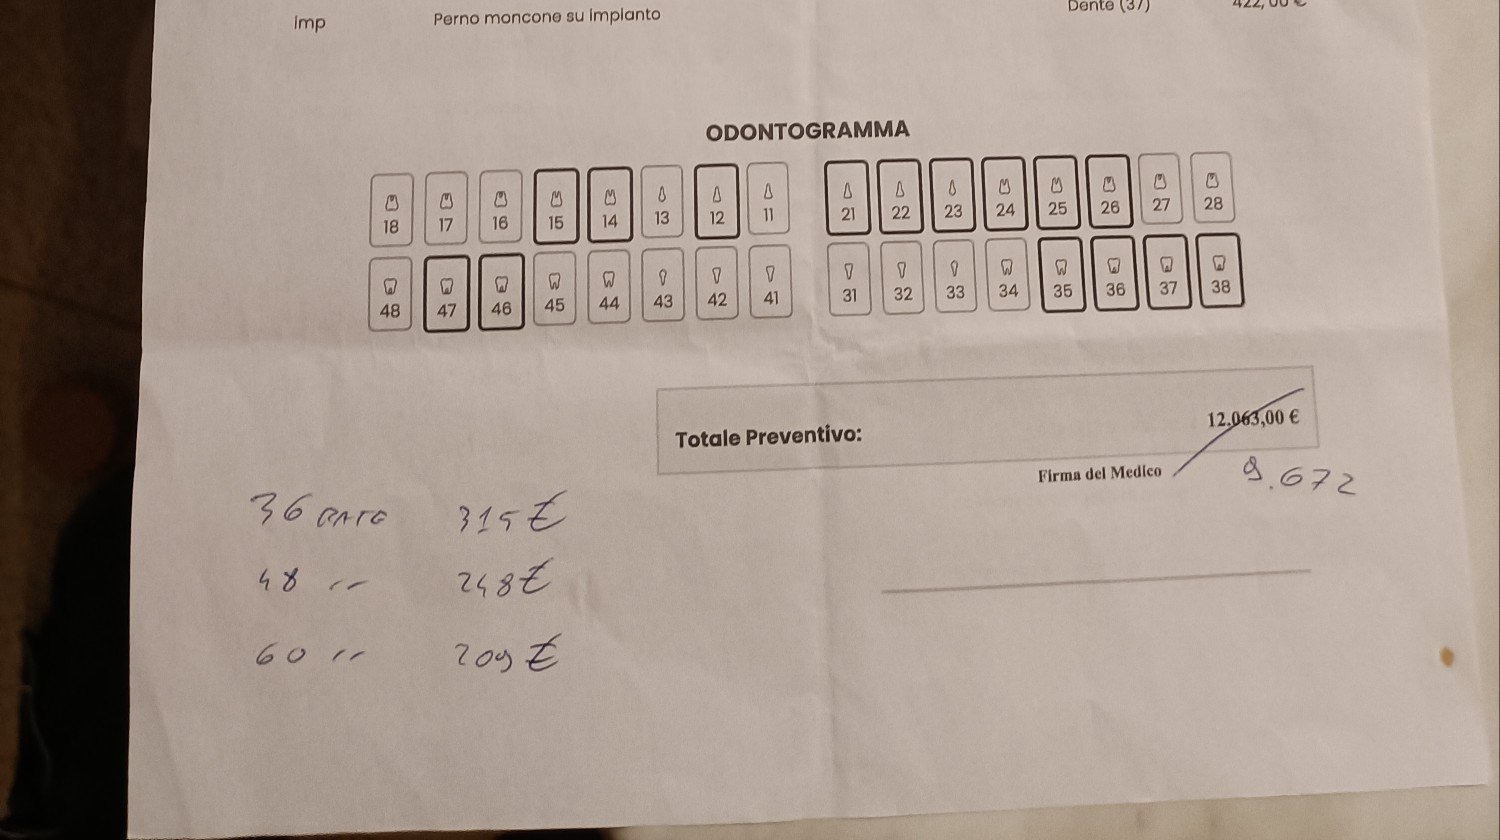 imp Perno moncone su impianto Dente (37) 422,00 €
ODONTOGRAMMA
18 17 16 15 14 13 12 11 21 22 23 24 25 26 27 28
48 47 46 45 44 43 42 41 31 32 33 34 35 36 37 38
Totale Preventivo: 12.063,00 €
Firma del Medico 9.672
36 RATE 315 €
48 " 248 €
60 " 209 €